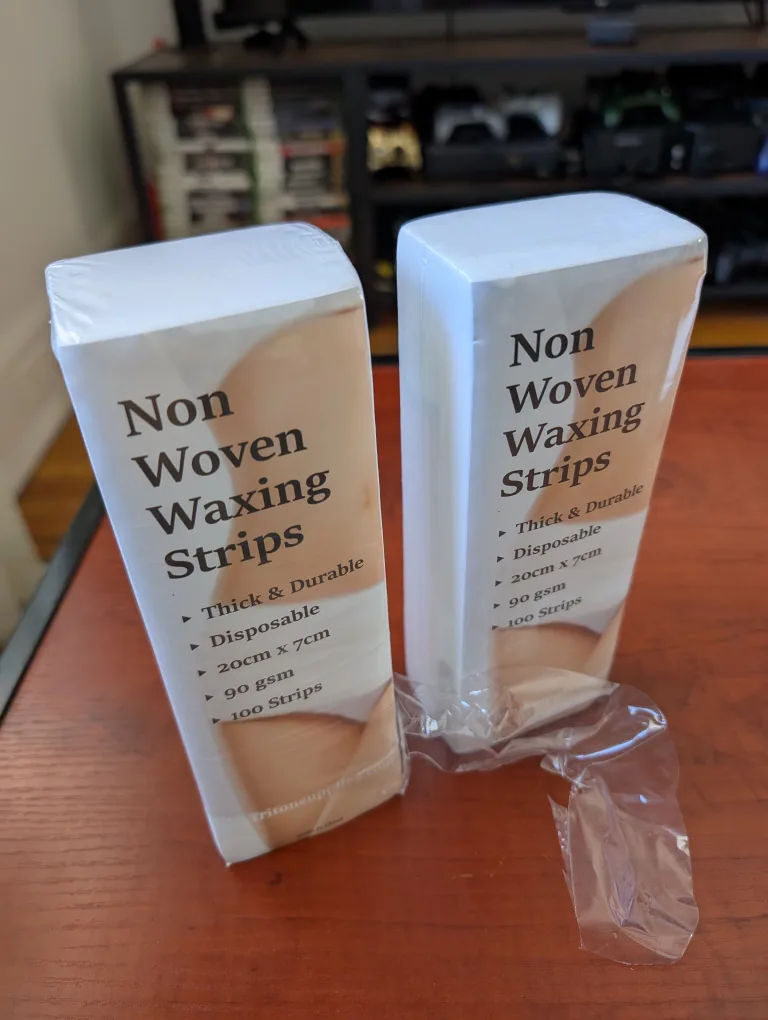 Non
Woven
Waxing
Strips
▸ Thick & Durable
▸ Disposable
▸ 20cm x 7cm
▸ 90 gsm
▸ 100 Strips
Non
Woven
Waxing
Strips
▸ Thick & Durable
▸ Disposable
▸ 20cm x 7cm
▸ 90 gsm
▸ 100 Strips